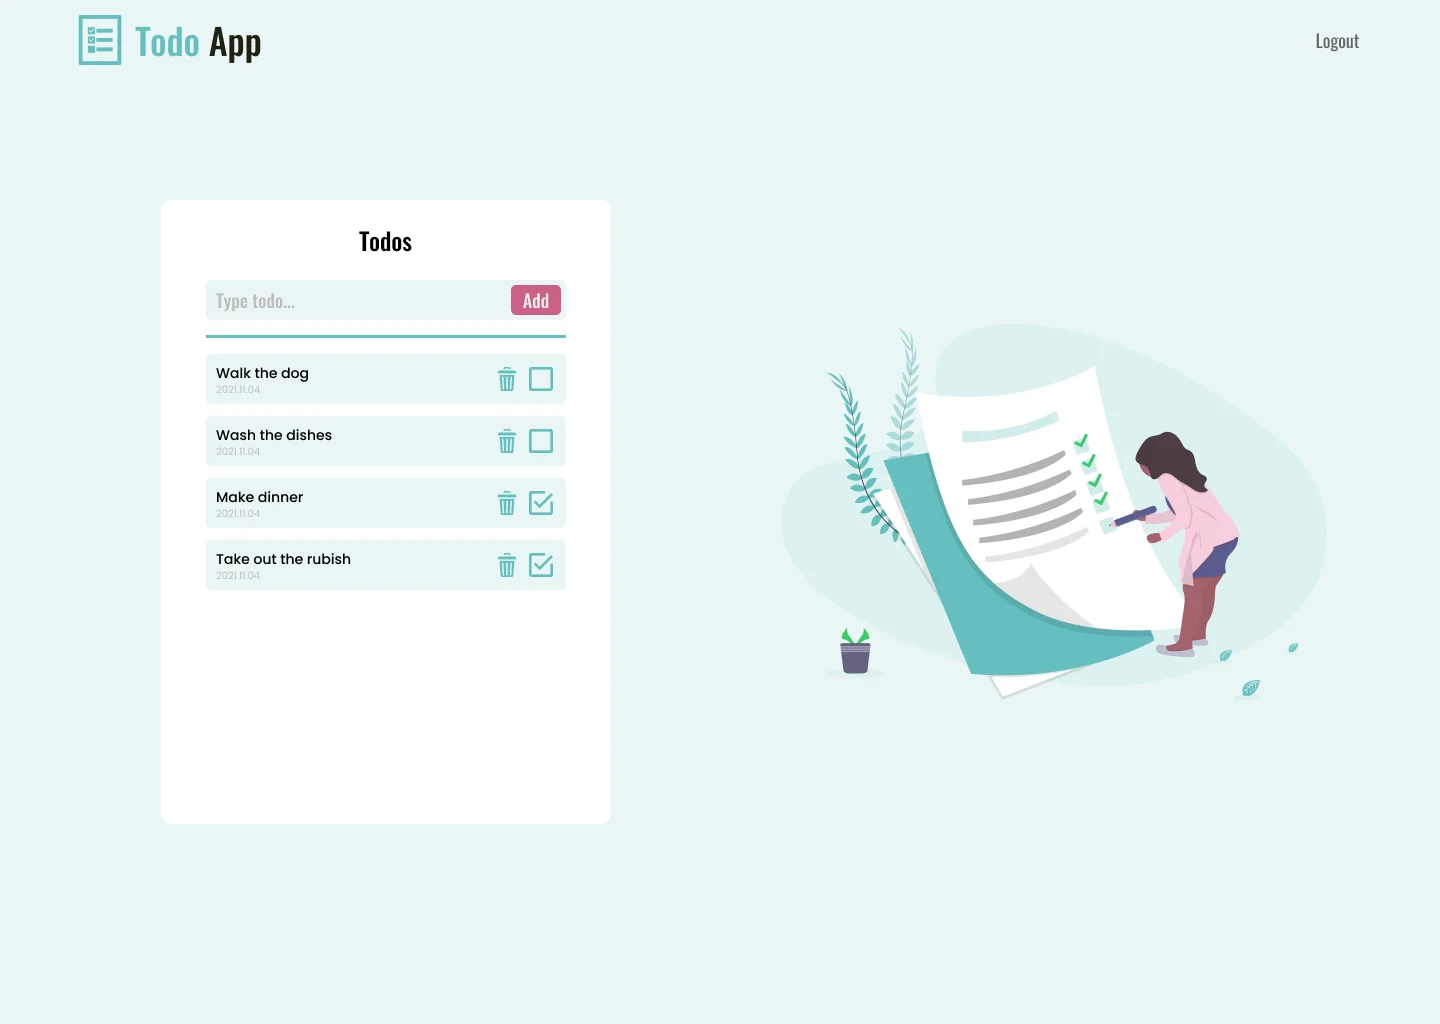 Todo App
Logout
Todos
Type todo...
Add
Walk the dog
2021.11.04
Wash the dishes
2021.11.04
Make dinner
2021.11.04
Take out the rubish
2021.11.04